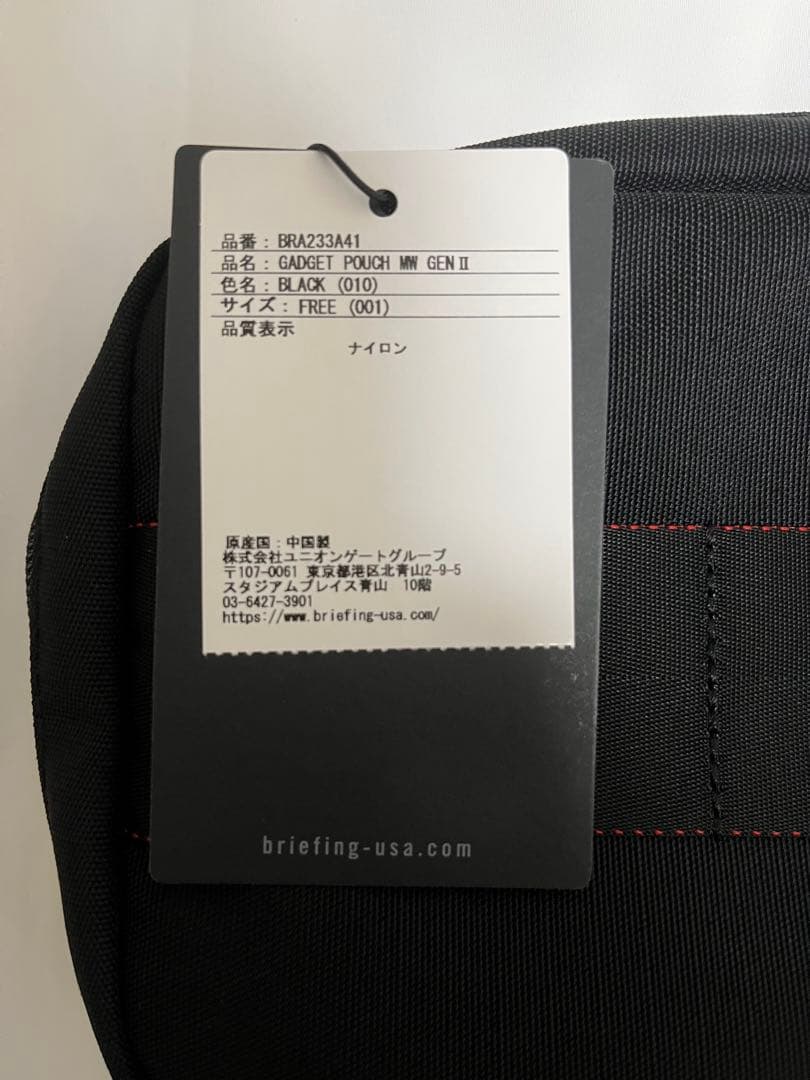 品番：BRA233A41
品名：GADGET POUCH MW GENⅡ
色名：BLACK (010)
サイズ：FREE (001)
品質表示
ナイロン
原産国：中国製
株式会社ユニオンゲートグループ
〒107-0061 東京都港区北青山2-9-5
スタジアムプレイス青山 10階
03-6427-3901
https://www.briefing-usa.com/
briefing-usa.com